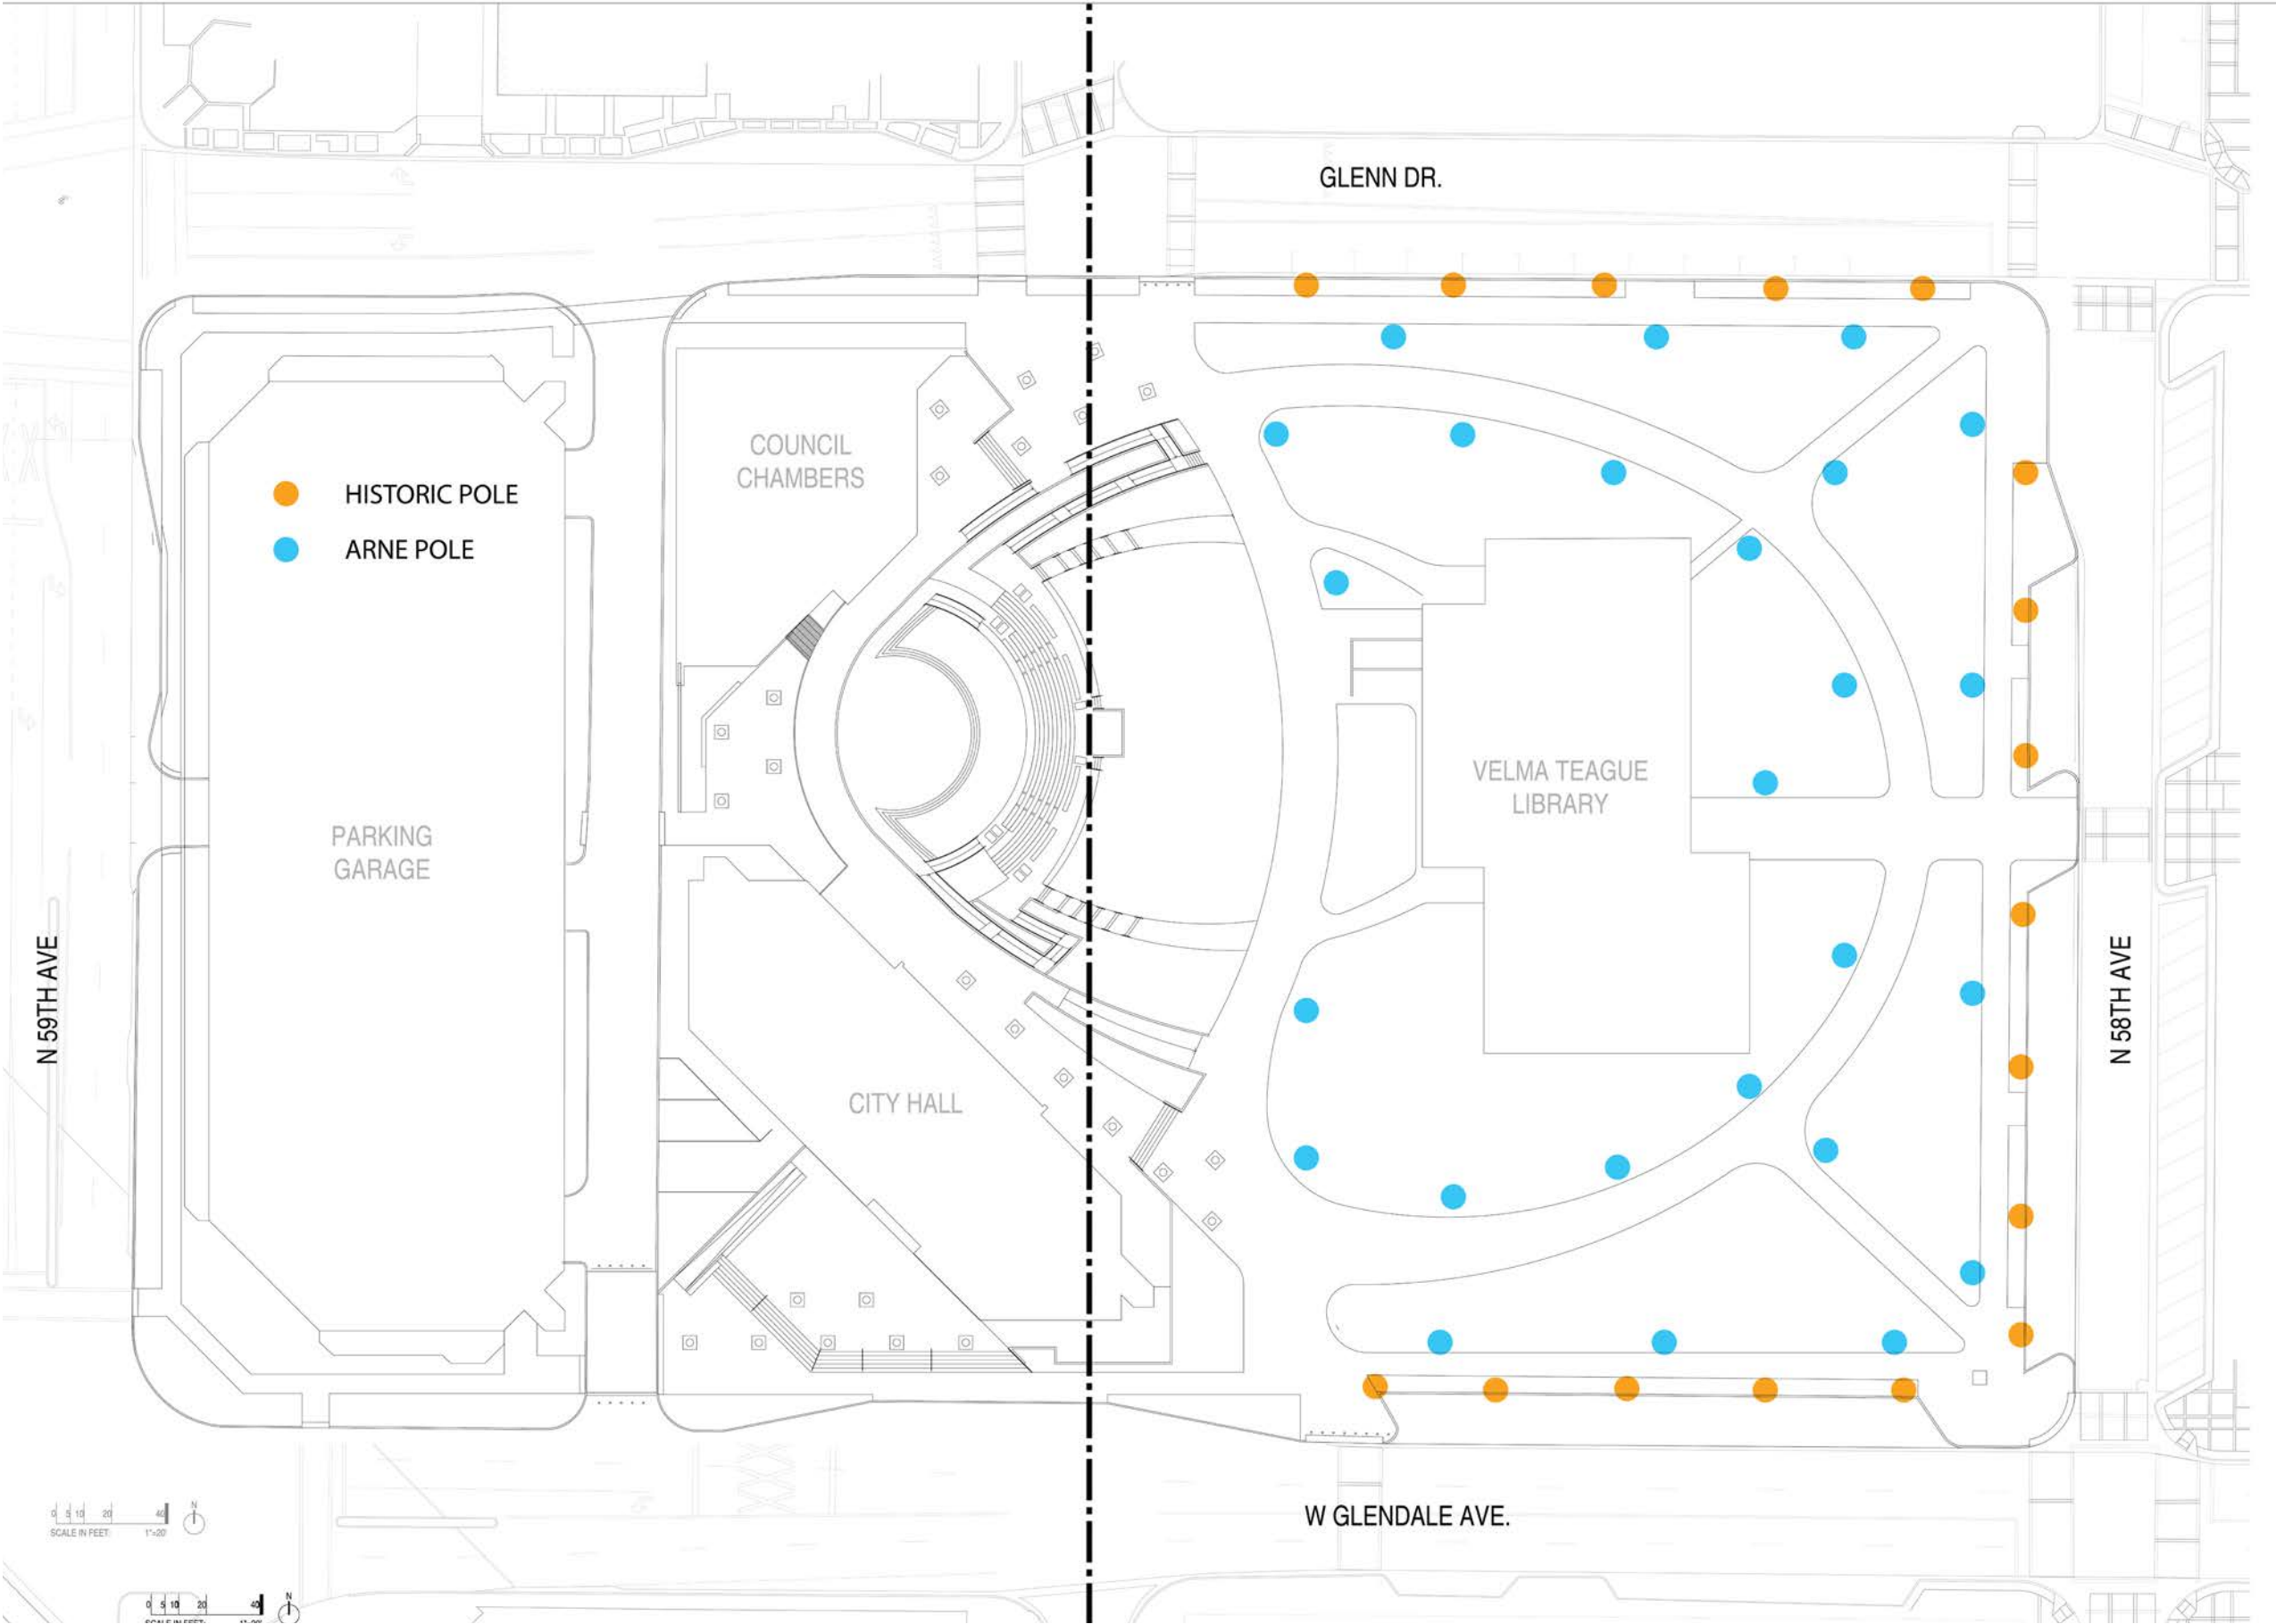 GLENN DR.
COUNCIL
CHAMBERS
HISTORIC POLE
ARNE POLE
VELMA TEAGUE
LIBRARY
PARKING
GARAGE
N 59TH AVE
N 58TH AVE
CITY HALL
W GLENDALE AVE.
0 5 10 20 40 N
SCALE IN FEET: 1"=20'
0 5 10 20 40 N